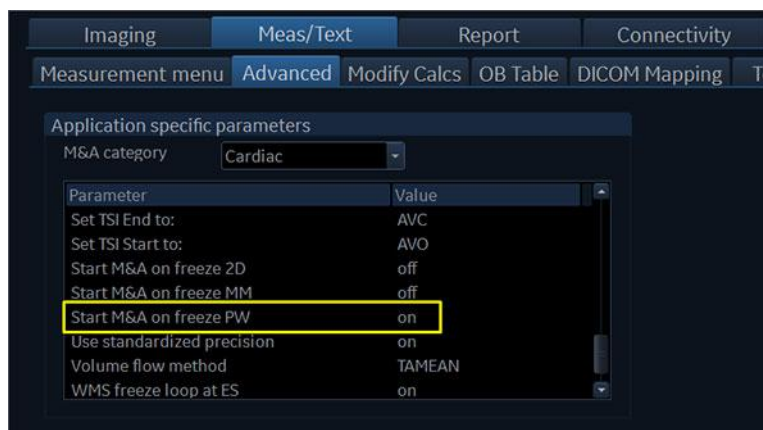 Imaging Meas/Text Report Connectivity
Measurement menu Advanced Modify Calcs OB Table DICOM Mapping T
Application specific parameters
M&A category Cardiac
Parameter Value
Set TSI End to: AVC
Set TSI Start to: AVO
Start M&A on freeze 2D off
Start M&A on freeze MM off
Start M&A on freeze PW on
Use standardized precision on
Volume flow method TAMEAN
WMS freeze loop at ES on